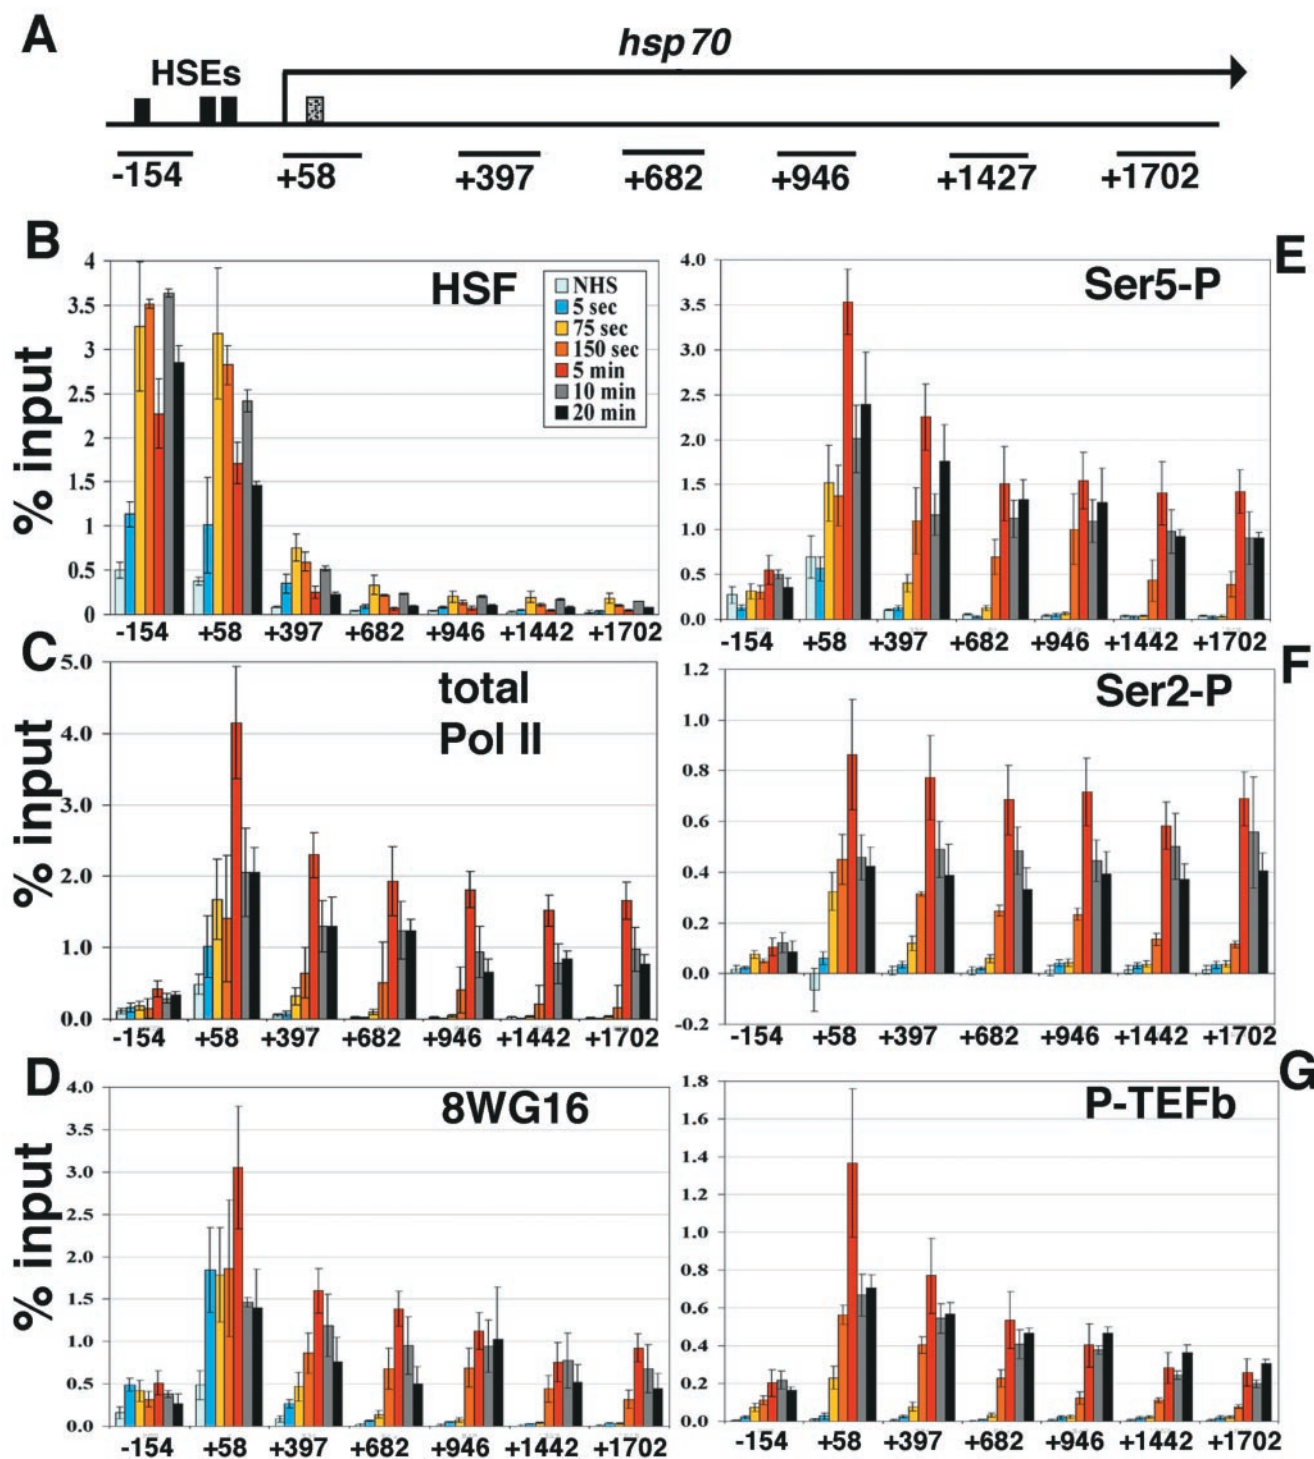 A
hsp70
HSEs
-154 +58 +397 +682 +946 +1427 +1702
B
HSF
NHS
5 sec
75 sec
150 sec
5 min
10 min
20 min
% input
4
3.5
3
2.5
2
1.5
1
0.5
0
-154 +58 +397 +682 +946 +1442 +1702
E
Ser5-P
4.0
3.5
3.0
2.5
2.0
1.5
1.0
0.5
0.0
-154 +58 +397 +682 +946 +1442 +1702
C
total
Pol II
% input
5.0
4.0
3.0
2.0
1.0
0.0
-154 +58 +397 +682 +946 +1442 +1702
F
Ser2-P
1.2
1.0
0.8
0.6
0.4
0.2
0.0
-0.2
-154 +58 +397 +682 +946 +1442 +1702
D
8WG16
% input
4.0
3.5
3.0
2.5
2.0
1.5
1.0
0.5
0.0
-154 +58 +397 +682 +946 +1442 +1702
G
P-TEFb
1.8
1.6
1.4
1.2
1.0
0.8
0.6
0.4
0.2
0.0
-154 +58 +397 +682 +946 +1442 +1702